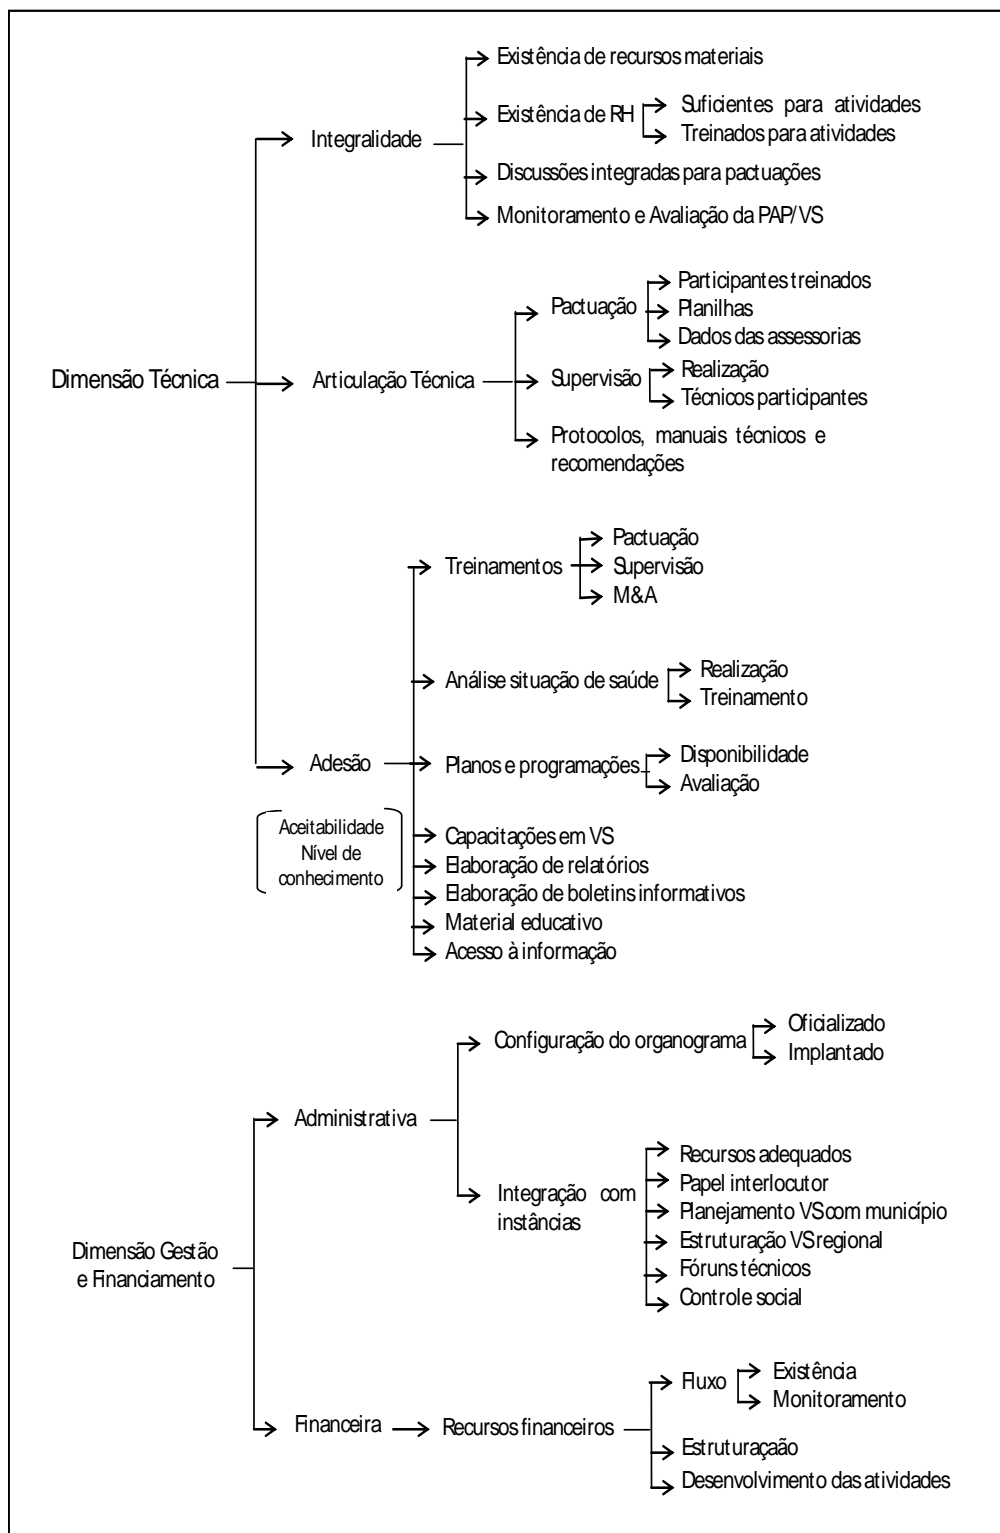 Existência de recursos materiais
Existência de RH
Suficientes para atividades
Treinados para atividades
Integralidade
Discussões integradas para pactuações
Monitoramento e Avaliação da PAP/VS
Participantes treinados
Pactuação
Planilhas
Dados das assessorias
Dimensão Técnica
Articulação Técnica
Supervisão
Realização
Técnicos participantes
Protocolos, manuais técnicos e
recomendações
Pactuação
Treinamentos
Supervisão
M&A
Análise situação de saúde
Realização
Treinamento
Adesão
Planos e programações
Disponibilidade
Avaliação
Aceitabilidade
Nível de
conhecimento
Capacitações em VS
Elaboração de relatórios
Elaboração de boletins informativos
Material educativo
Acesso à informação
Configuração do organograma
Oficializado
Implantado
Administrativa
Integração com
instâncias
Recursos adequados
Papel interlocutor
Planejamento VS com município
Estruturação VS regional
Fóruns técnicos
Controle social
Dimensão Gestão
e Financiamento
Financeira
Recursos financeiros
Fluxo
Existência
Monitoramento
Estruturaçaão
Desenvolvimento das atividades